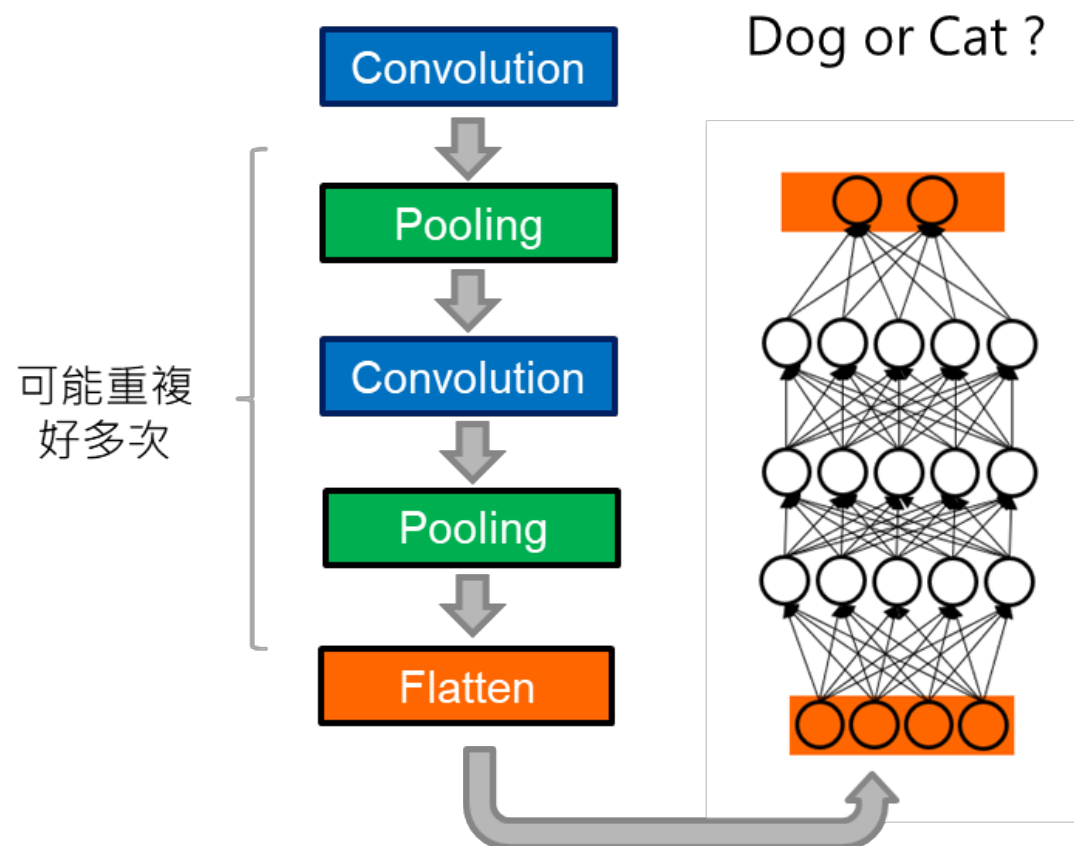 Dog or Cat ?
Convolution
Pooling
Convolution
可能重複
好多次
Pooling
Flatten